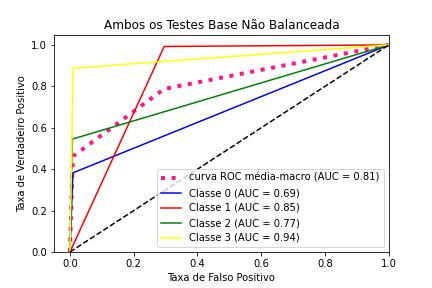 Ambos os Testes Base Não Balanceada
Taxa de Verdadeiro Positivo
1.0
0.8
0.6
0.4
0.2
0.0
curva ROC média-macro (AUC = 0.81)
Classe 0 (AUC = 0.69)
Classe 1 (AUC = 0.85)
Classe 2 (AUC = 0.77)
Classe 3 (AUC = 0.94)
0.0 0.2 0.4 0.6 0.8 1.0
Taxa de Falso Positivo